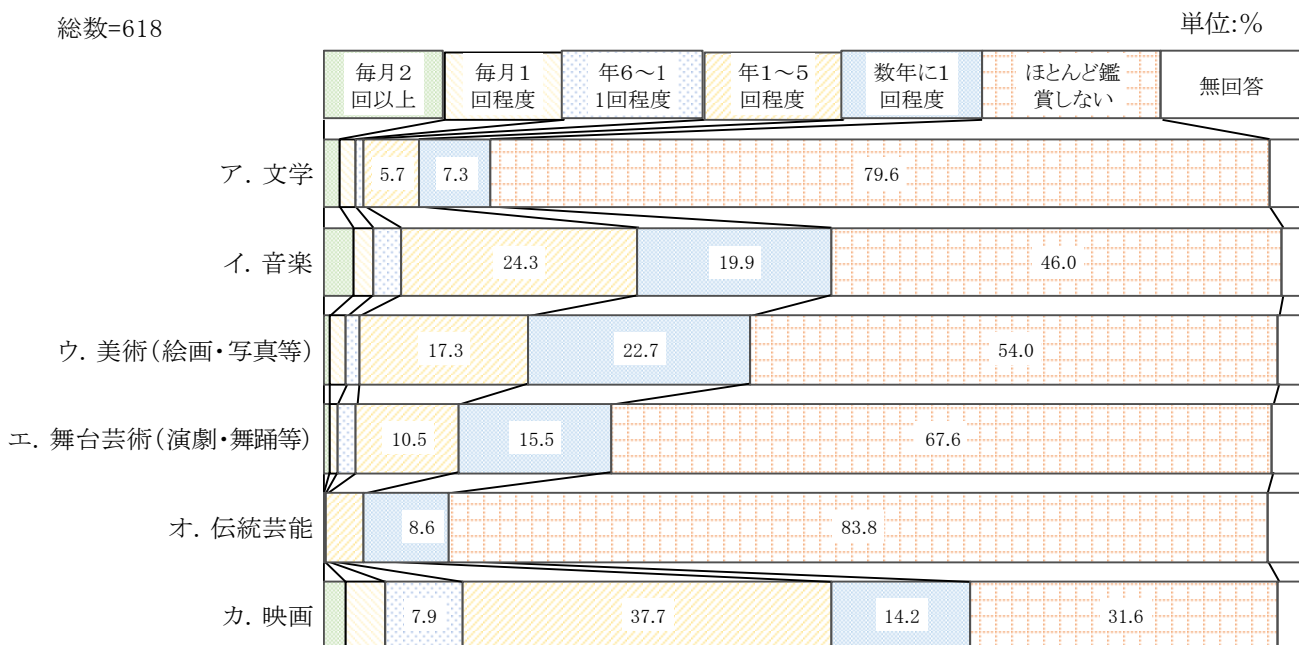 総数=618
単位:%
毎月２
回以上
毎月１
回程度
年６～１
１回程度
年１～５
回程度
数年に１
回程度
ほとんど鑑
賞しない
無回答
ア．文学
5.7
7.3
79.6
イ．音楽
24.3
19.9
46.0
ウ．美術（絵画・写真等）
17.3
22.7
54.0
エ．舞台芸術（演劇・舞踊等）
10.5
15.5
67.6
オ．伝統芸能
8.6
83.8
カ．映画
7.9
37.7
14.2
31.6